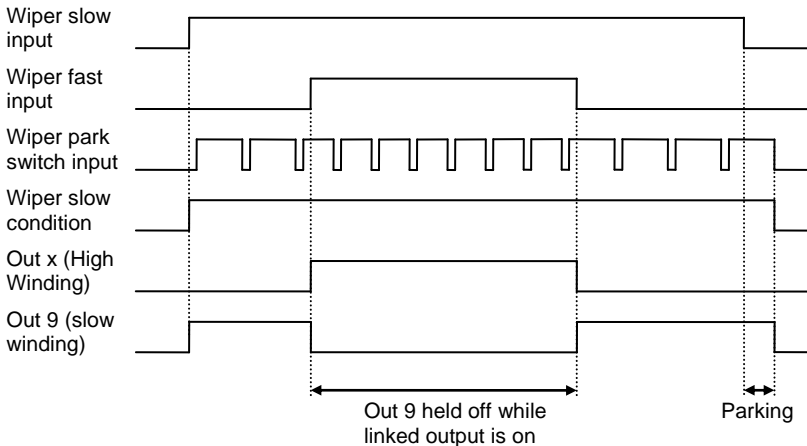 Wiper slow
input
Wiper fast
input
Wiper park
switch input
Wiper slow
condition
Out x (High
Winding)
Out 9 (slow
winding)
Out 9 held off while
linked output is on
Parking